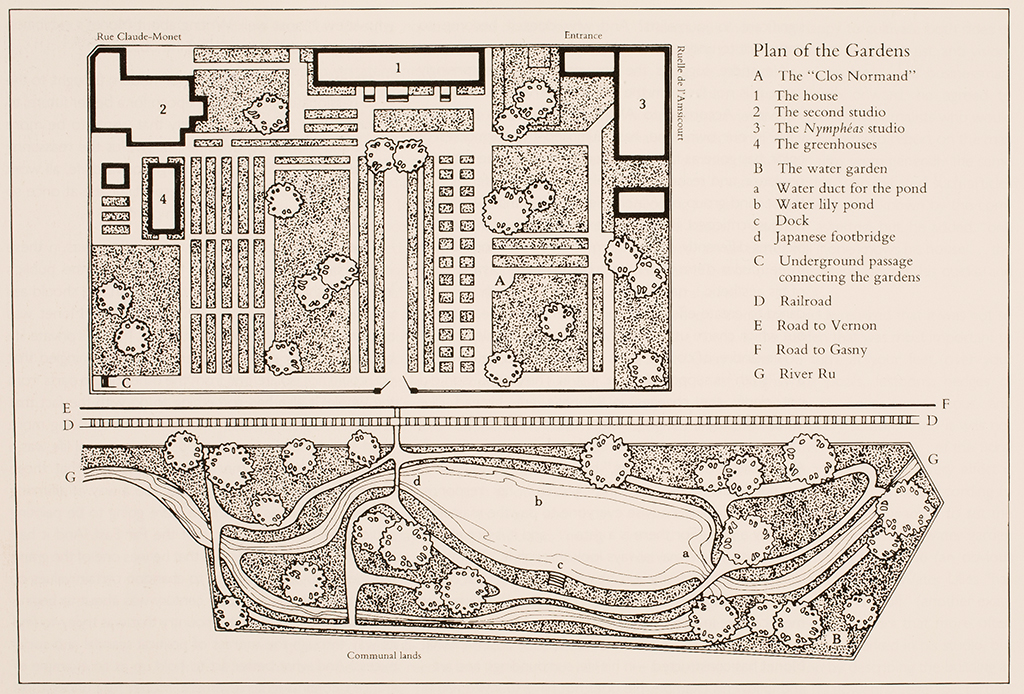 Rue Claude-Monet
Entrance
Ruelle de l'Amsicourt
1
2
3
4
A
C
E
F
D
D
G
G
d
b
a
c
B
Communal lands
Plan of the Gardens
A The "Clos Normand"
1 The house
2 The second studio
3 The Nymphéas studio
4 The greenhouses
B The water garden
a Water duct for the pond
b Water lily pond
c Dock
d Japanese footbridge
C Underground passage
connecting the gardens
D Railroad
E Road to Vernon
F Road to Gasny
G River Ru